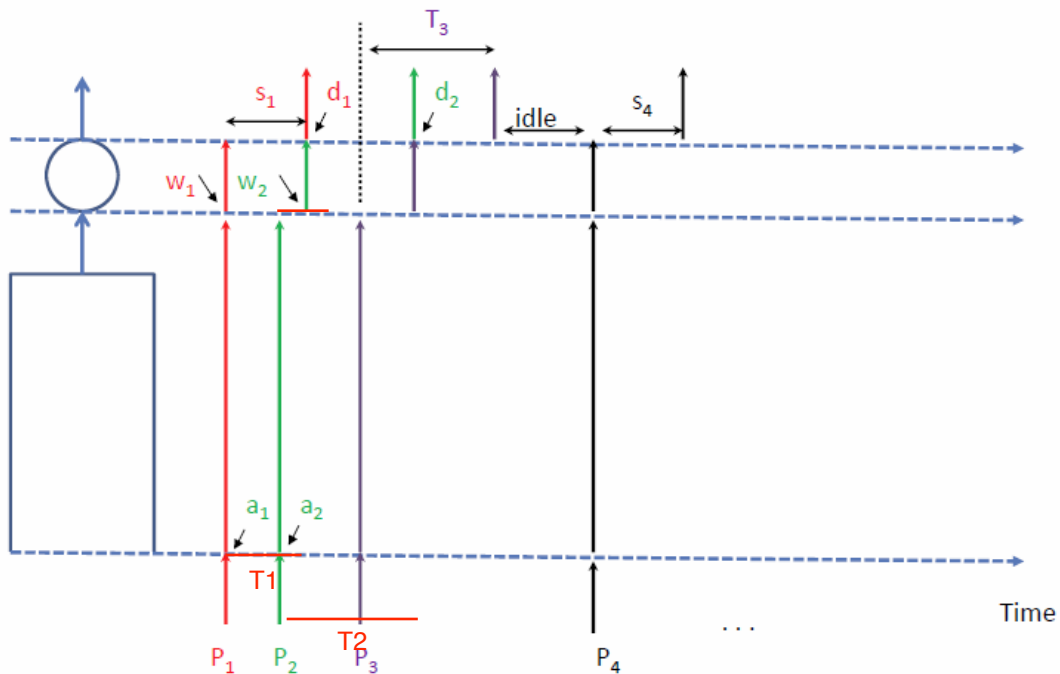 T₃
s₁
d₁
d₂
idle
s₄
w₁
w₂
a₁
a₂
T1
Time
T2
. . .
P₁
P₂
P₃
P₄